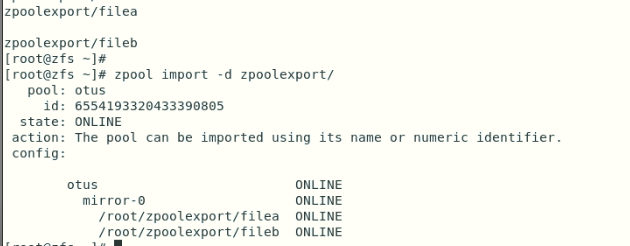 zpoolexport/filea
zpoolexport/fileb
[root@zfs ~]#
[root@zfs ~]# zpool import -d zpoolexport/
pool: otus
id: 6554193320433390805
state: ONLINE
action: The pool can be imported using its name or numeric identifier.
config:
otus ONLINE
mirror-0 ONLINE
/root/zpoolexport/filea ONLINE
/root/zpoolexport/fileb ONLINE
[root@zfs ~]#